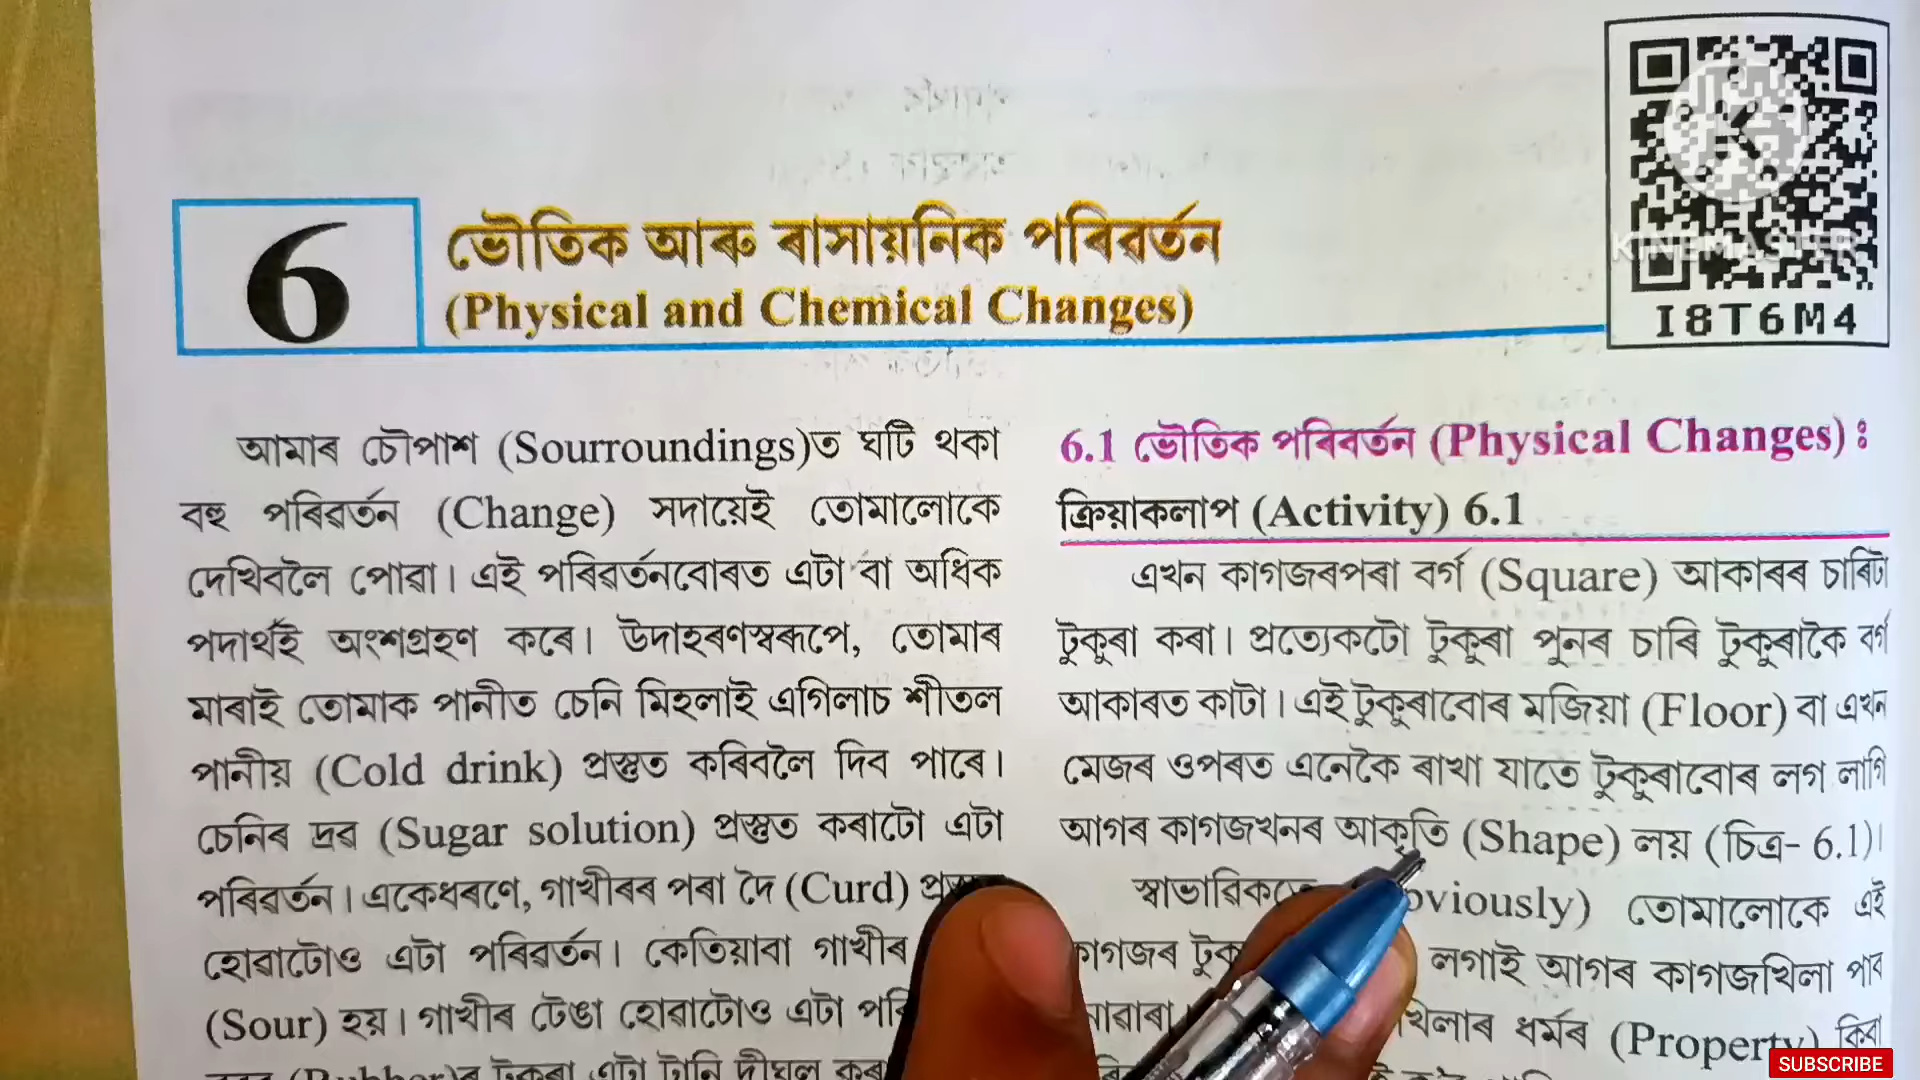 6
ভৌতিক আৰু ৰাসায়নিক পৰিৱৰ্তন
(Physical and Chemical Changes)
KINEMASTER
I8T6M4
আমাৰ চৌপাশ (Sourroundings)ত ঘটি থকা
বহু পৰিৱৰ্তন (Change) সদায়েই তোমালোকে
দেখিবলৈ পোৱা। এই পৰিৱৰ্তনবোৰত এটা বা অধিক
পদাৰ্থই অংশগ্ৰহণ কৰে। উদাহৰণস্বৰূপে, তোমাৰ
মাৰাই তোমাক পানীত চেনি মিহলাই এগিলাচ শীতল
পানীয় (Cold drink) প্ৰস্তুত কৰিবলৈ দিব পাৰে।
চেনিৰ দ্ৰৱ (Sugar solution) প্ৰস্তুত কৰাটো এটা
পৰিৱৰ্তন। একেধৰণে, গাখীৰৰ পৰা দৈ (Curd)
হোৱাটোও এটা পৰিৱৰ্তন। কেতিয়াবা গাখীৰ
(Sour) হয়। গাখীৰ টেঙা হোৱাটোও এটা
টুকুৰা এটা টানি দীঘল
6.1 ভৌতিক পৰিবৰ্তন (Physical Changes) ঃ
ক্ৰিয়াকলাপ (Activity) 6.1
এখন কাগজৰপৰা বৰ্গ (Square) আকাৰৰ চাৰিটা
টুকুৰা কৰা। প্ৰত্যেকটো টুকুৰা পুনৰ চাৰি টুকুৰাকৈ বৰ্গ
আকাৰত কাটা। এই টুকুৰাবোৰ মজিয়া (Floor) বা এখন
মেজৰ ওপৰত এনেকৈ ৰাখা যাতে টুকুৰাবোৰ লগ লাগি
আগৰ কাগজখনৰ আকৃতি (Shape) লয় (চিত্ৰ- 6.1)।
তোমালোকে এই
লগাই আগৰ কাগজখিলা পাব
ধৰ্মৰ (Property) কিবা
SUBSCRIBE